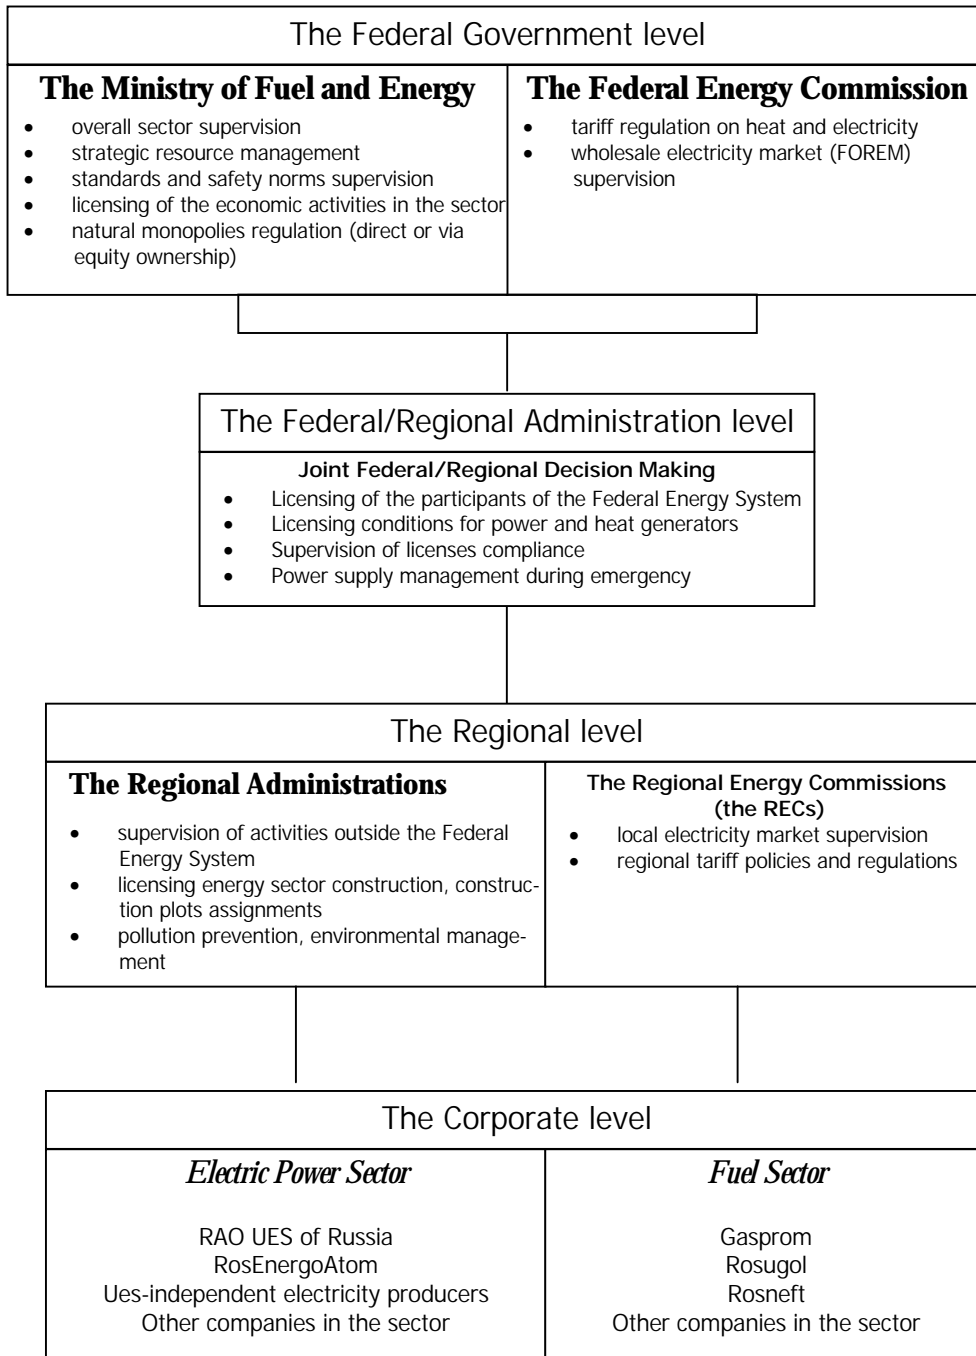 The Federal Government level
The Ministry of Fuel and Energy
• overall sector supervision
• strategic resource management
• standards and safety norms supervision
• licensing of the economic activities in the sector
• natural monopolies regulation (direct or via
equity ownership)
The Federal Energy Commission
• tariff regulation on heat and electricity
• wholesale electricity market (FOREM)
supervision
The Federal/Regional Administration level
Joint Federal/Regional Decision Making
• Licensing of the participants of the Federal Energy System
• Licensing conditions for power and heat generators
• Supervision of licenses compliance
• Power supply management during emergency
The Regional level
The Regional Administrations
• supervision of activities outside the Federal
Energy System
• licensing energy sector construction, construc-
tion plots assignments
• pollution prevention, environmental manage-
ment
The Regional Energy Commissions
(the RECs)
• local electricity market supervision
• regional tariff policies and regulations
The Corporate level
Electric Power Sector
RAO UES of Russia
RosEnergoAtom
Ues-independent electricity producers
Other companies in the sector
Fuel Sector
Gasprom
Rosugol
Rosneft
Other companies in the sector